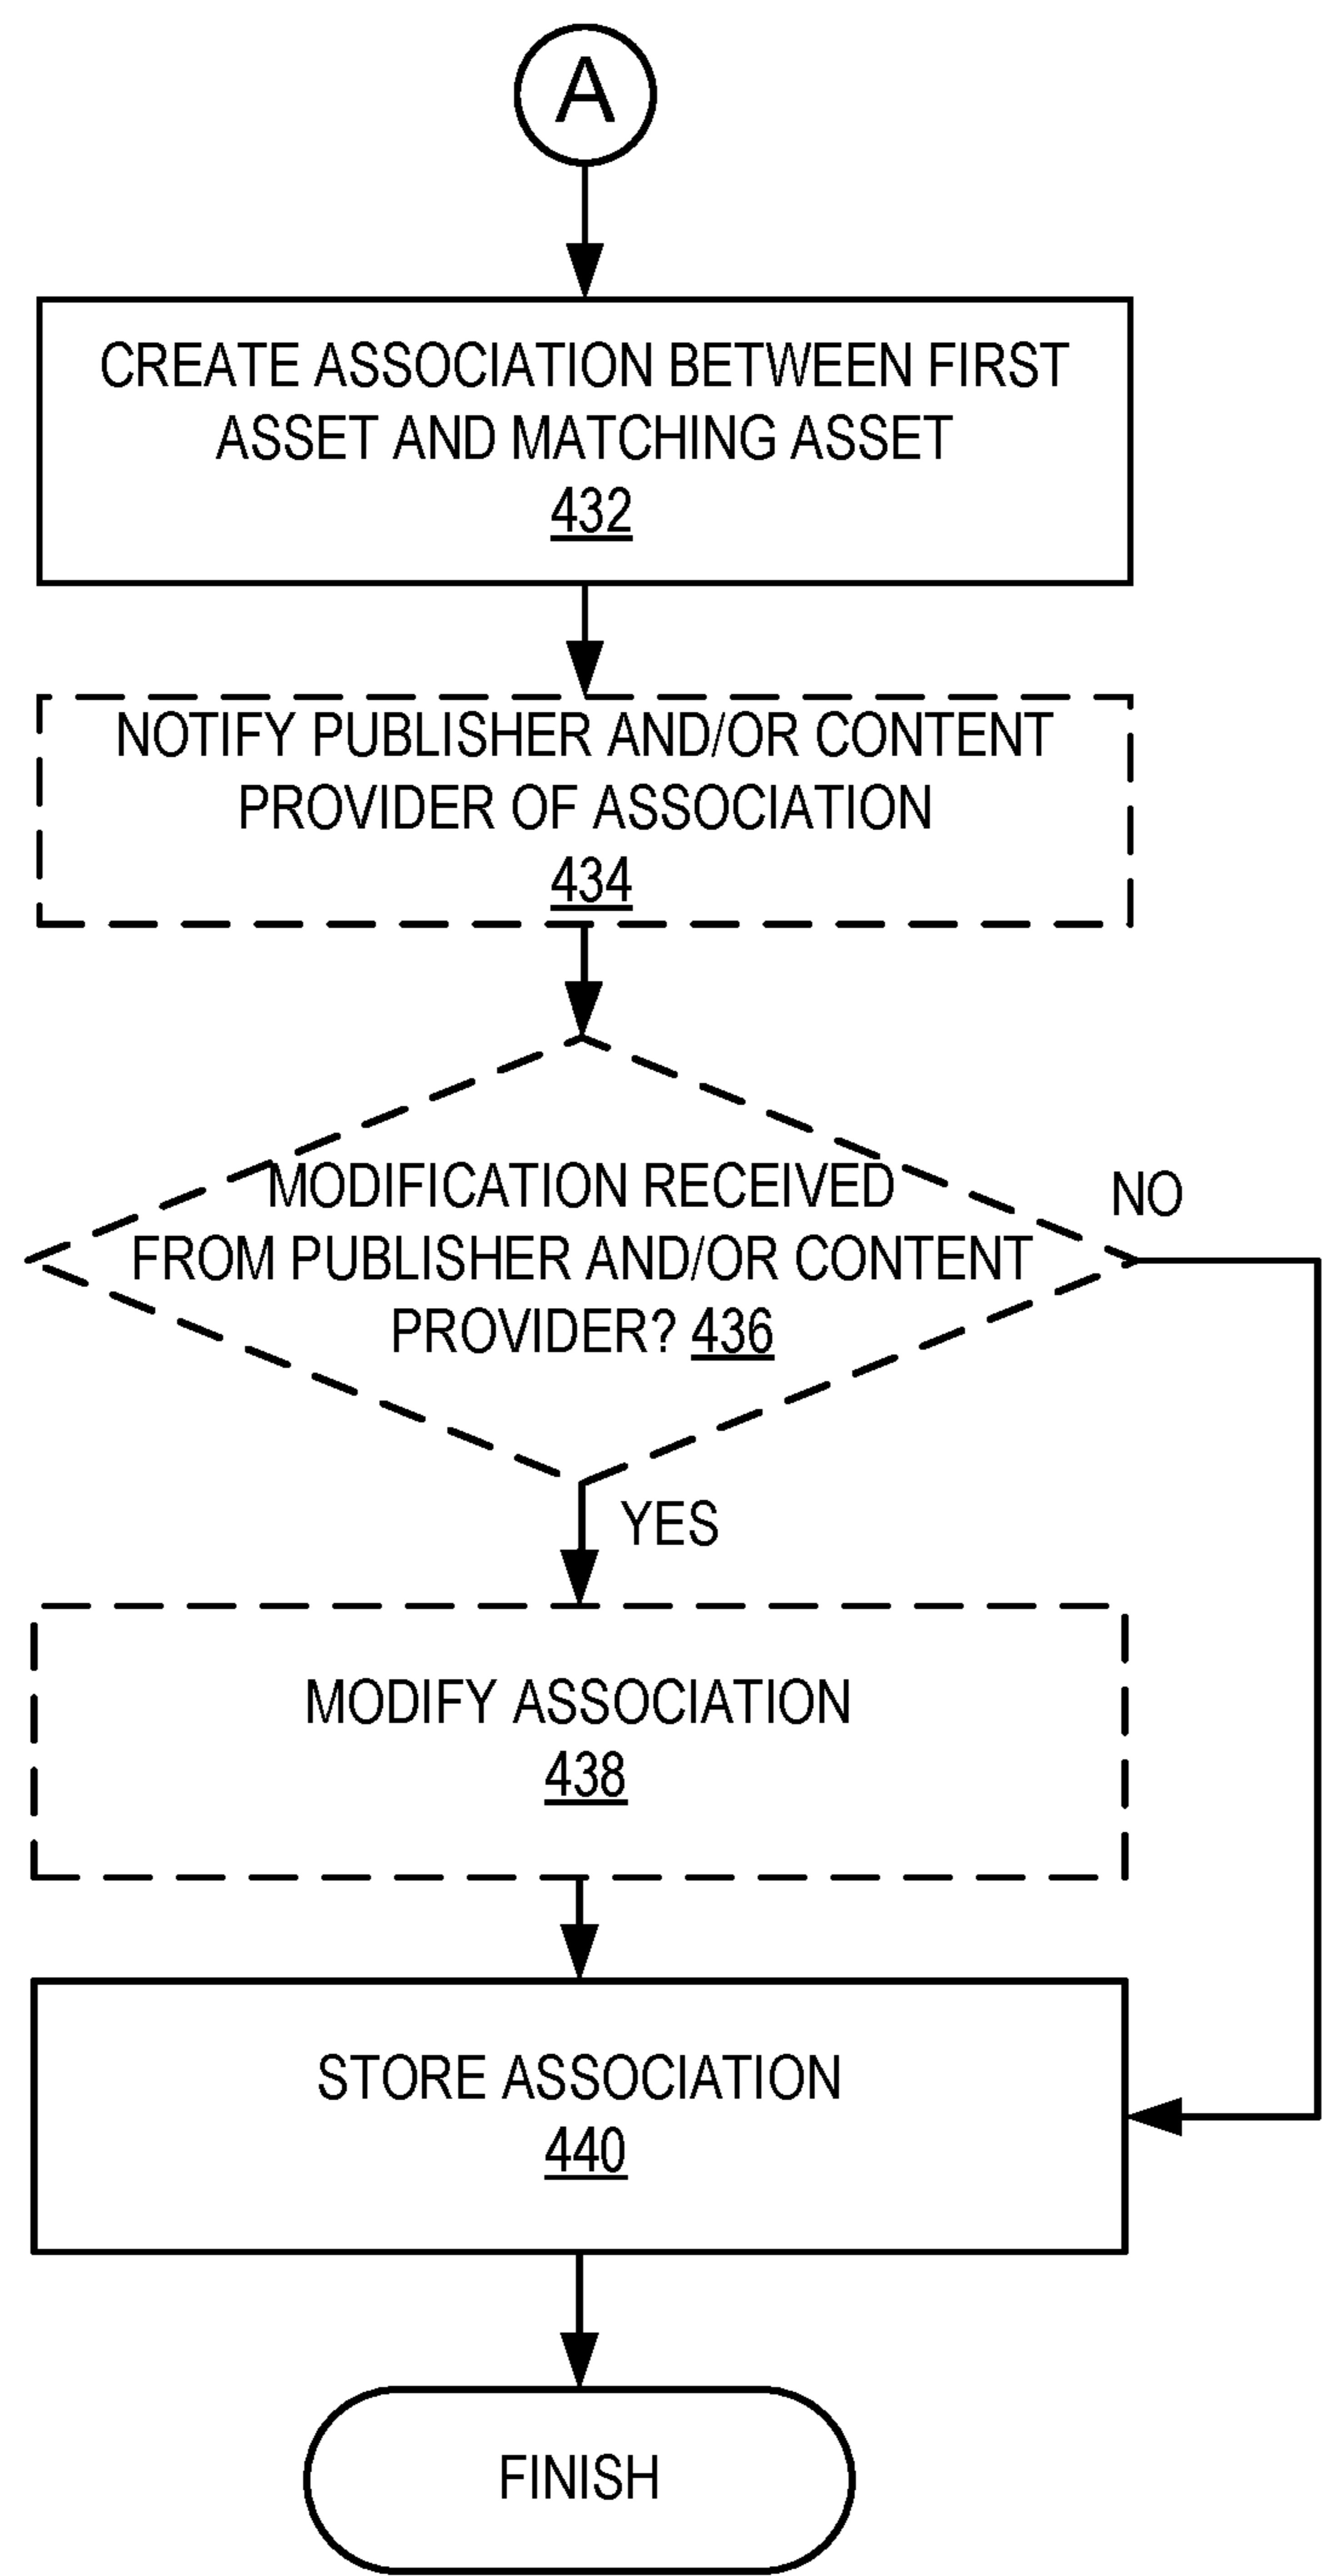 A
CREATE ASSOCIATION BETWEEN FIRST
ASSET AND MATCHING ASSET
432
NOTIFY PUBLISHER AND/OR CONTENT
PROVIDER OF ASSOCIATION
434
MODIFICATION RECEIVED
FROM PUBLISHER AND/OR CONTENT
PROVIDER? 436
NO
YES
MODIFY ASSOCIATION
438
STORE ASSOCIATION
440
FINISH